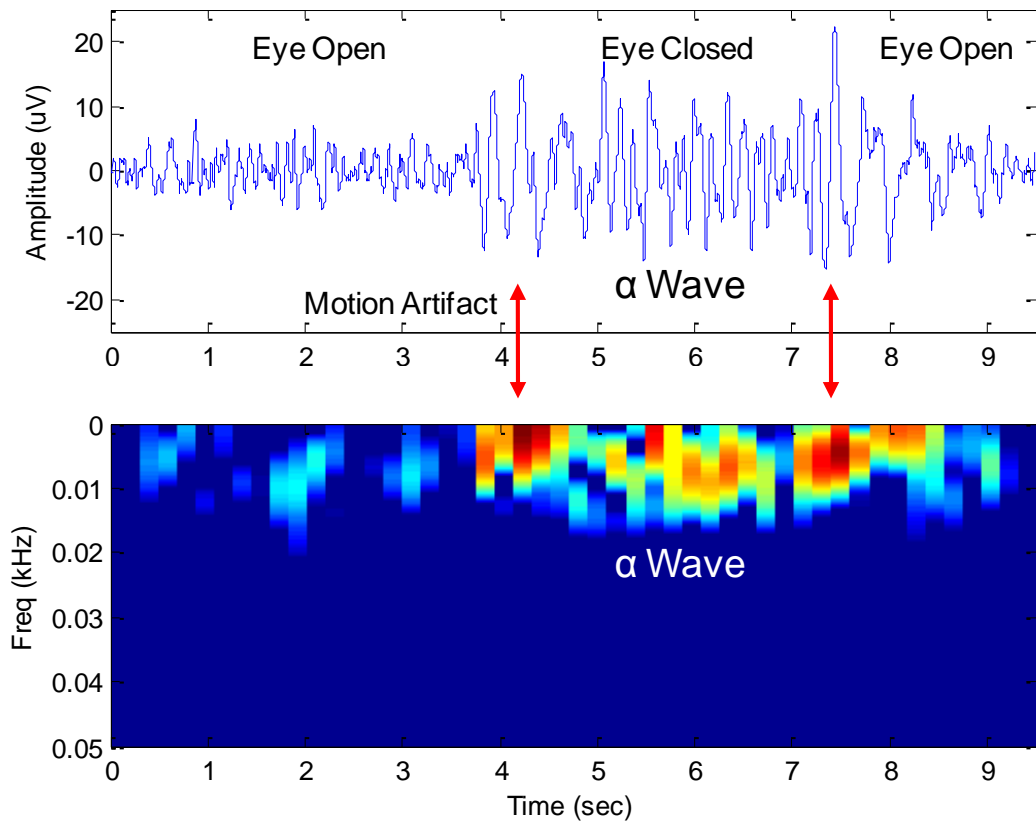 20
10
0
-10
-20
Amplitude (uV)
Eye Open
Eye Closed
Eye Open
α Wave
Motion Artifact
0 1 2 3 4 5 6 7 8 9
0
0.01
0.02
0.03
0.04
0.05
Freq (kHz)
α Wave
0 1 2 3 4 5 6 7 8 9
Time (sec)